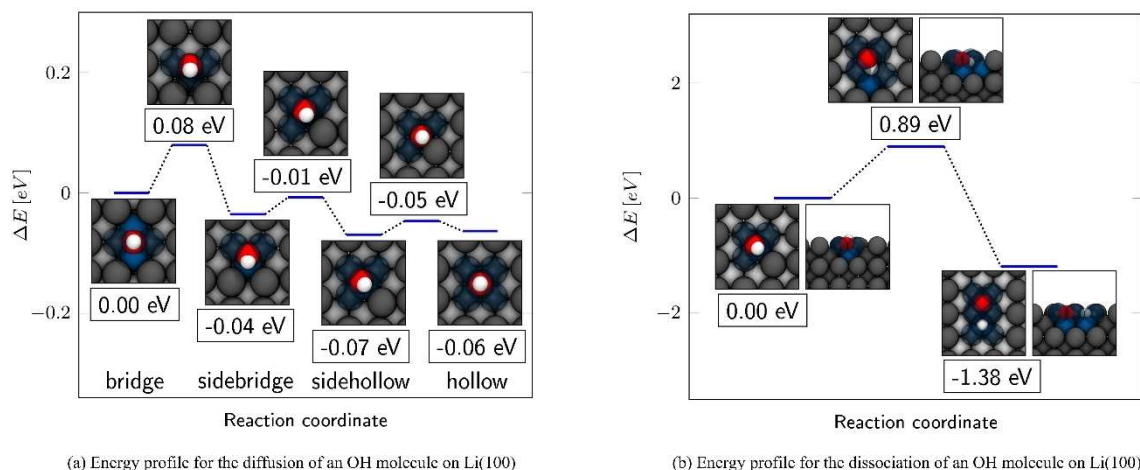 0.2
0
−0.2
ΔE [eV]
0.08 eV
-0.01 eV
-0.05 eV
0.00 eV
-0.04 eV
-0.07 eV
-0.06 eV
bridge sidebridge sidehollow hollow
Reaction coordinate
(a) Energy profile for the diffusion of an OH molecule on Li(100)
2
0
−2
ΔE [eV]
0.89 eV
0.00 eV
-1.38 eV
Reaction coordinate
(b) Energy profile for the dissociation of an OH molecule on Li(100)